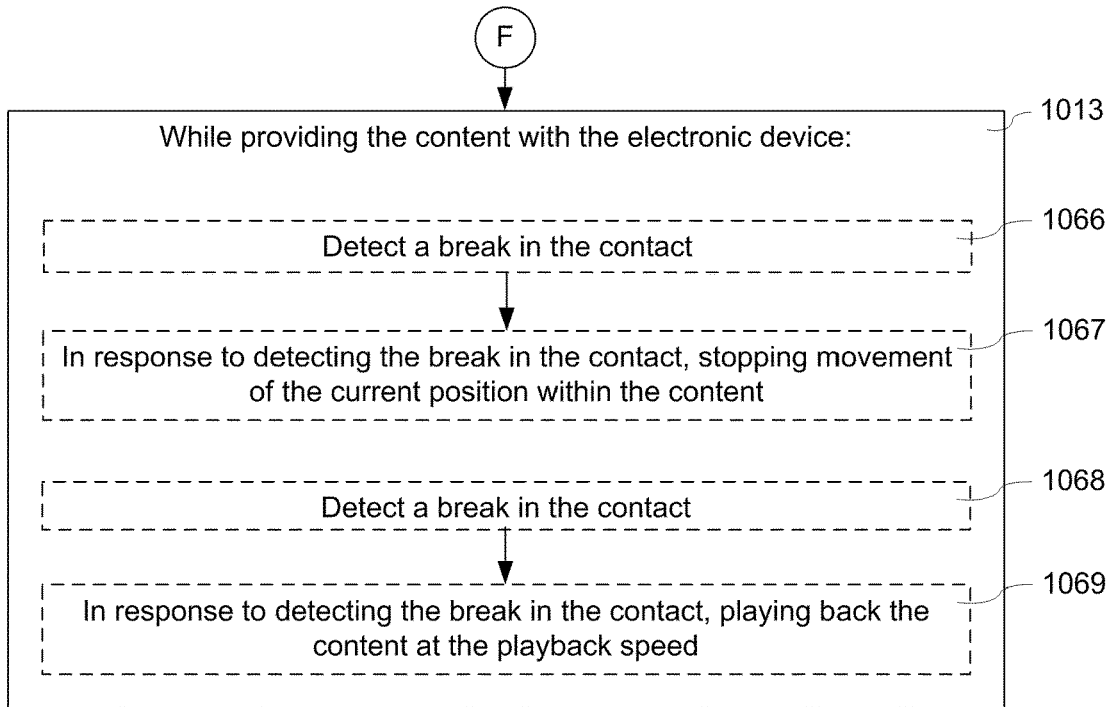 F
1013
While providing the content with the electronic device:
1066
Detect a break in the contact
1067
In response to detecting the break in the contact, stopping movement
of the current position within the content
1068
Detect a break in the contact
1069
In response to detecting the break in the contact, playing back the
content at the playback speed